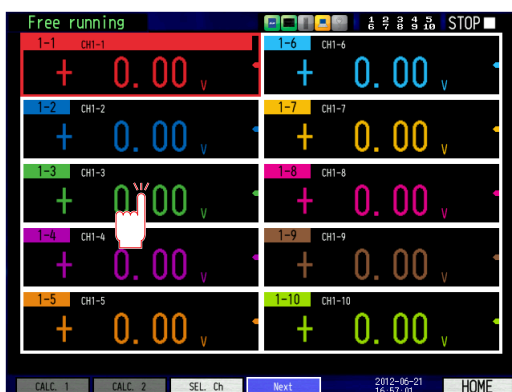 Free running 1 2 3 4 5 STOP
6 7 8 9 10
1-1 CH1-1
+ 0.00 V
1-6 CH1-6
+ 0.00 V
1-2 CH1-2
+ 0.00 V
1-7 CH1-7
+ 0.00 V
1-3 CH1-3
+ 0.00 V
1-8 CH1-8
+ 0.00 V
1-4 CH1-4
+ 0.00 V
1-9 CH1-9
+ 0.00 V
1-5 CH1-5
+ 0.00 V
1-10 CH1-10
+ 0.00 V
CALC. 1 CALC. 2 SEL. Ch Next 2012-06-21 HOME
16:57:01